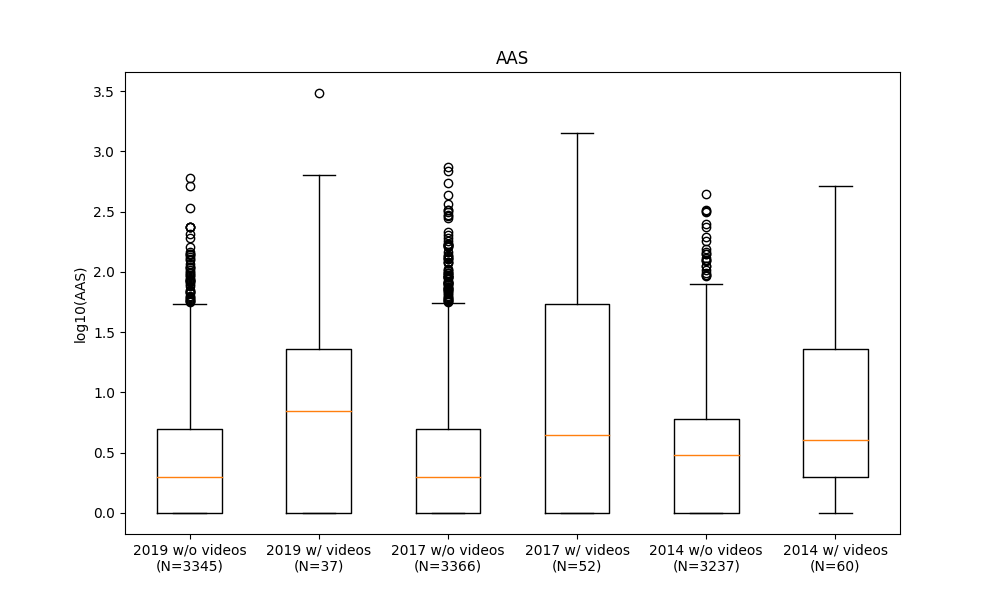 AAS
log10(AAS)
3.5
3.0
2.5
2.0
1.5
1.0
0.5
0.0
2019 w/o videos
(N=3345)
2019 w/ videos
(N=37)
2017 w/o videos
(N=3366)
2017 w/ videos
(N=52)
2014 w/o videos
(N=3237)
2014 w/ videos
(N=60)